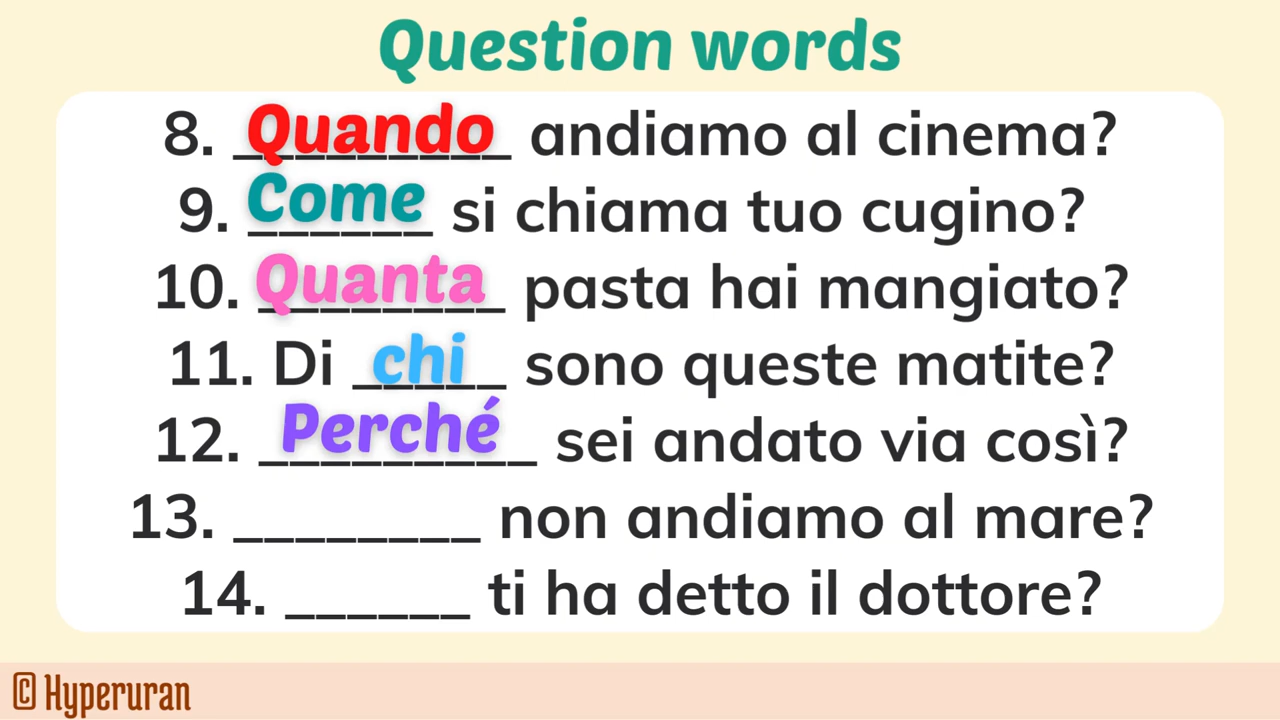 Question words
8. Quando andiamo al cinema?
9. Come si chiama tuo cugino?
10. Quanta pasta hai mangiato?
11. Di chi sono queste matite?
12. Perché sei andato via così?
13. ________ non andiamo al mare?
14. ______ ti ha detto il dottore?
© Hyperuran